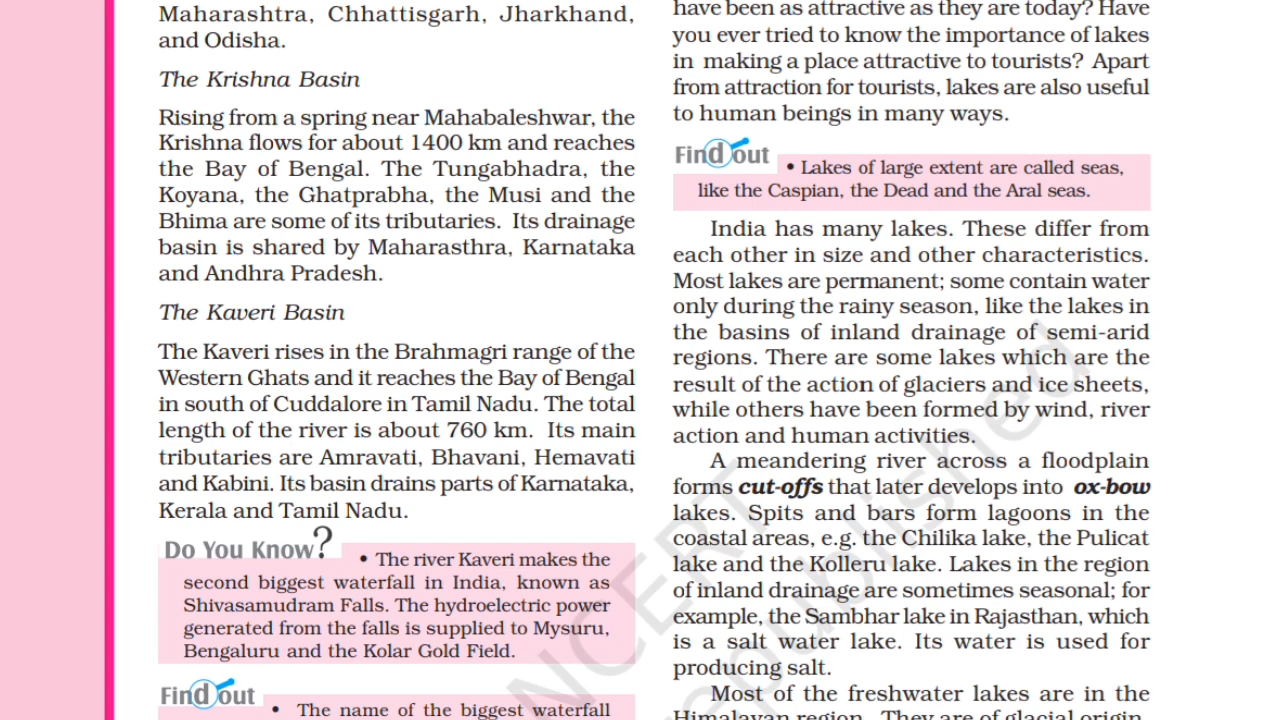 Maharashtra, Chhattisgarh, Jharkhand,
and Odisha.
The Krishna Basin
Rising from a spring near Mahabaleshwar, the
Krishna flows for about 1400 km and reaches
the Bay of Bengal. The Tungabhadra, the
Koyana, the Ghatprabha, the Musi and the
Bhima are some of its tributaries. Its drainage
basin is shared by Maharasthra, Karnataka
and Andhra Pradesh.
The Kaveri Basin
The Kaveri rises in the Brahmagri range of the
Western Ghats and it reaches the Bay of Bengal
in south of Cuddalore in Tamil Nadu. The total
length of the river is about 760 km. Its main
tributaries are Amravati, Bhavani, Hemavati
and Kabini. Its basin drains parts of Karnataka,
Kerala and Tamil Nadu.
Do You Know?
• The river Kaveri makes the
second biggest waterfall in India, known as
Shivasamudram Falls. The hydroelectric power
generated from the falls is supplied to Mysuru,
Bengaluru and the Kolar Gold Field.
Find out
• The name of the biggest waterfall
have been as attractive as they are today? Have
you ever tried to know the importance of lakes
in making a place attractive to tourists? Apart
from attraction for tourists, lakes are also useful
to human beings in many ways.
Find out
• Lakes of large extent are called seas,
like the Caspian, the Dead and the Aral seas.
India has many lakes. These differ from
each other in size and other characteristics.
Most lakes are permanent; some contain water
only during the rainy season, like the lakes in
the basins of inland drainage of semi-arid
regions. There are some lakes which are the
result of the action of glaciers and ice sheets,
while others have been formed by wind, river
action and human activities.
A meandering river across a floodplain
forms cut-offs that later develops into ox-bow
lakes. Spits and bars form lagoons in the
coastal areas, e.g. the Chilika lake, the Pulicat
lake and the Kolleru lake. Lakes in the region
of inland drainage are sometimes seasonal; for
example, the Sambhar lake in Rajasthan, which
is a salt water lake. Its water is used for
producing salt.
Most of the freshwater lakes are in the
Himalayan region. They are of glacial origin.
NCERT
republished